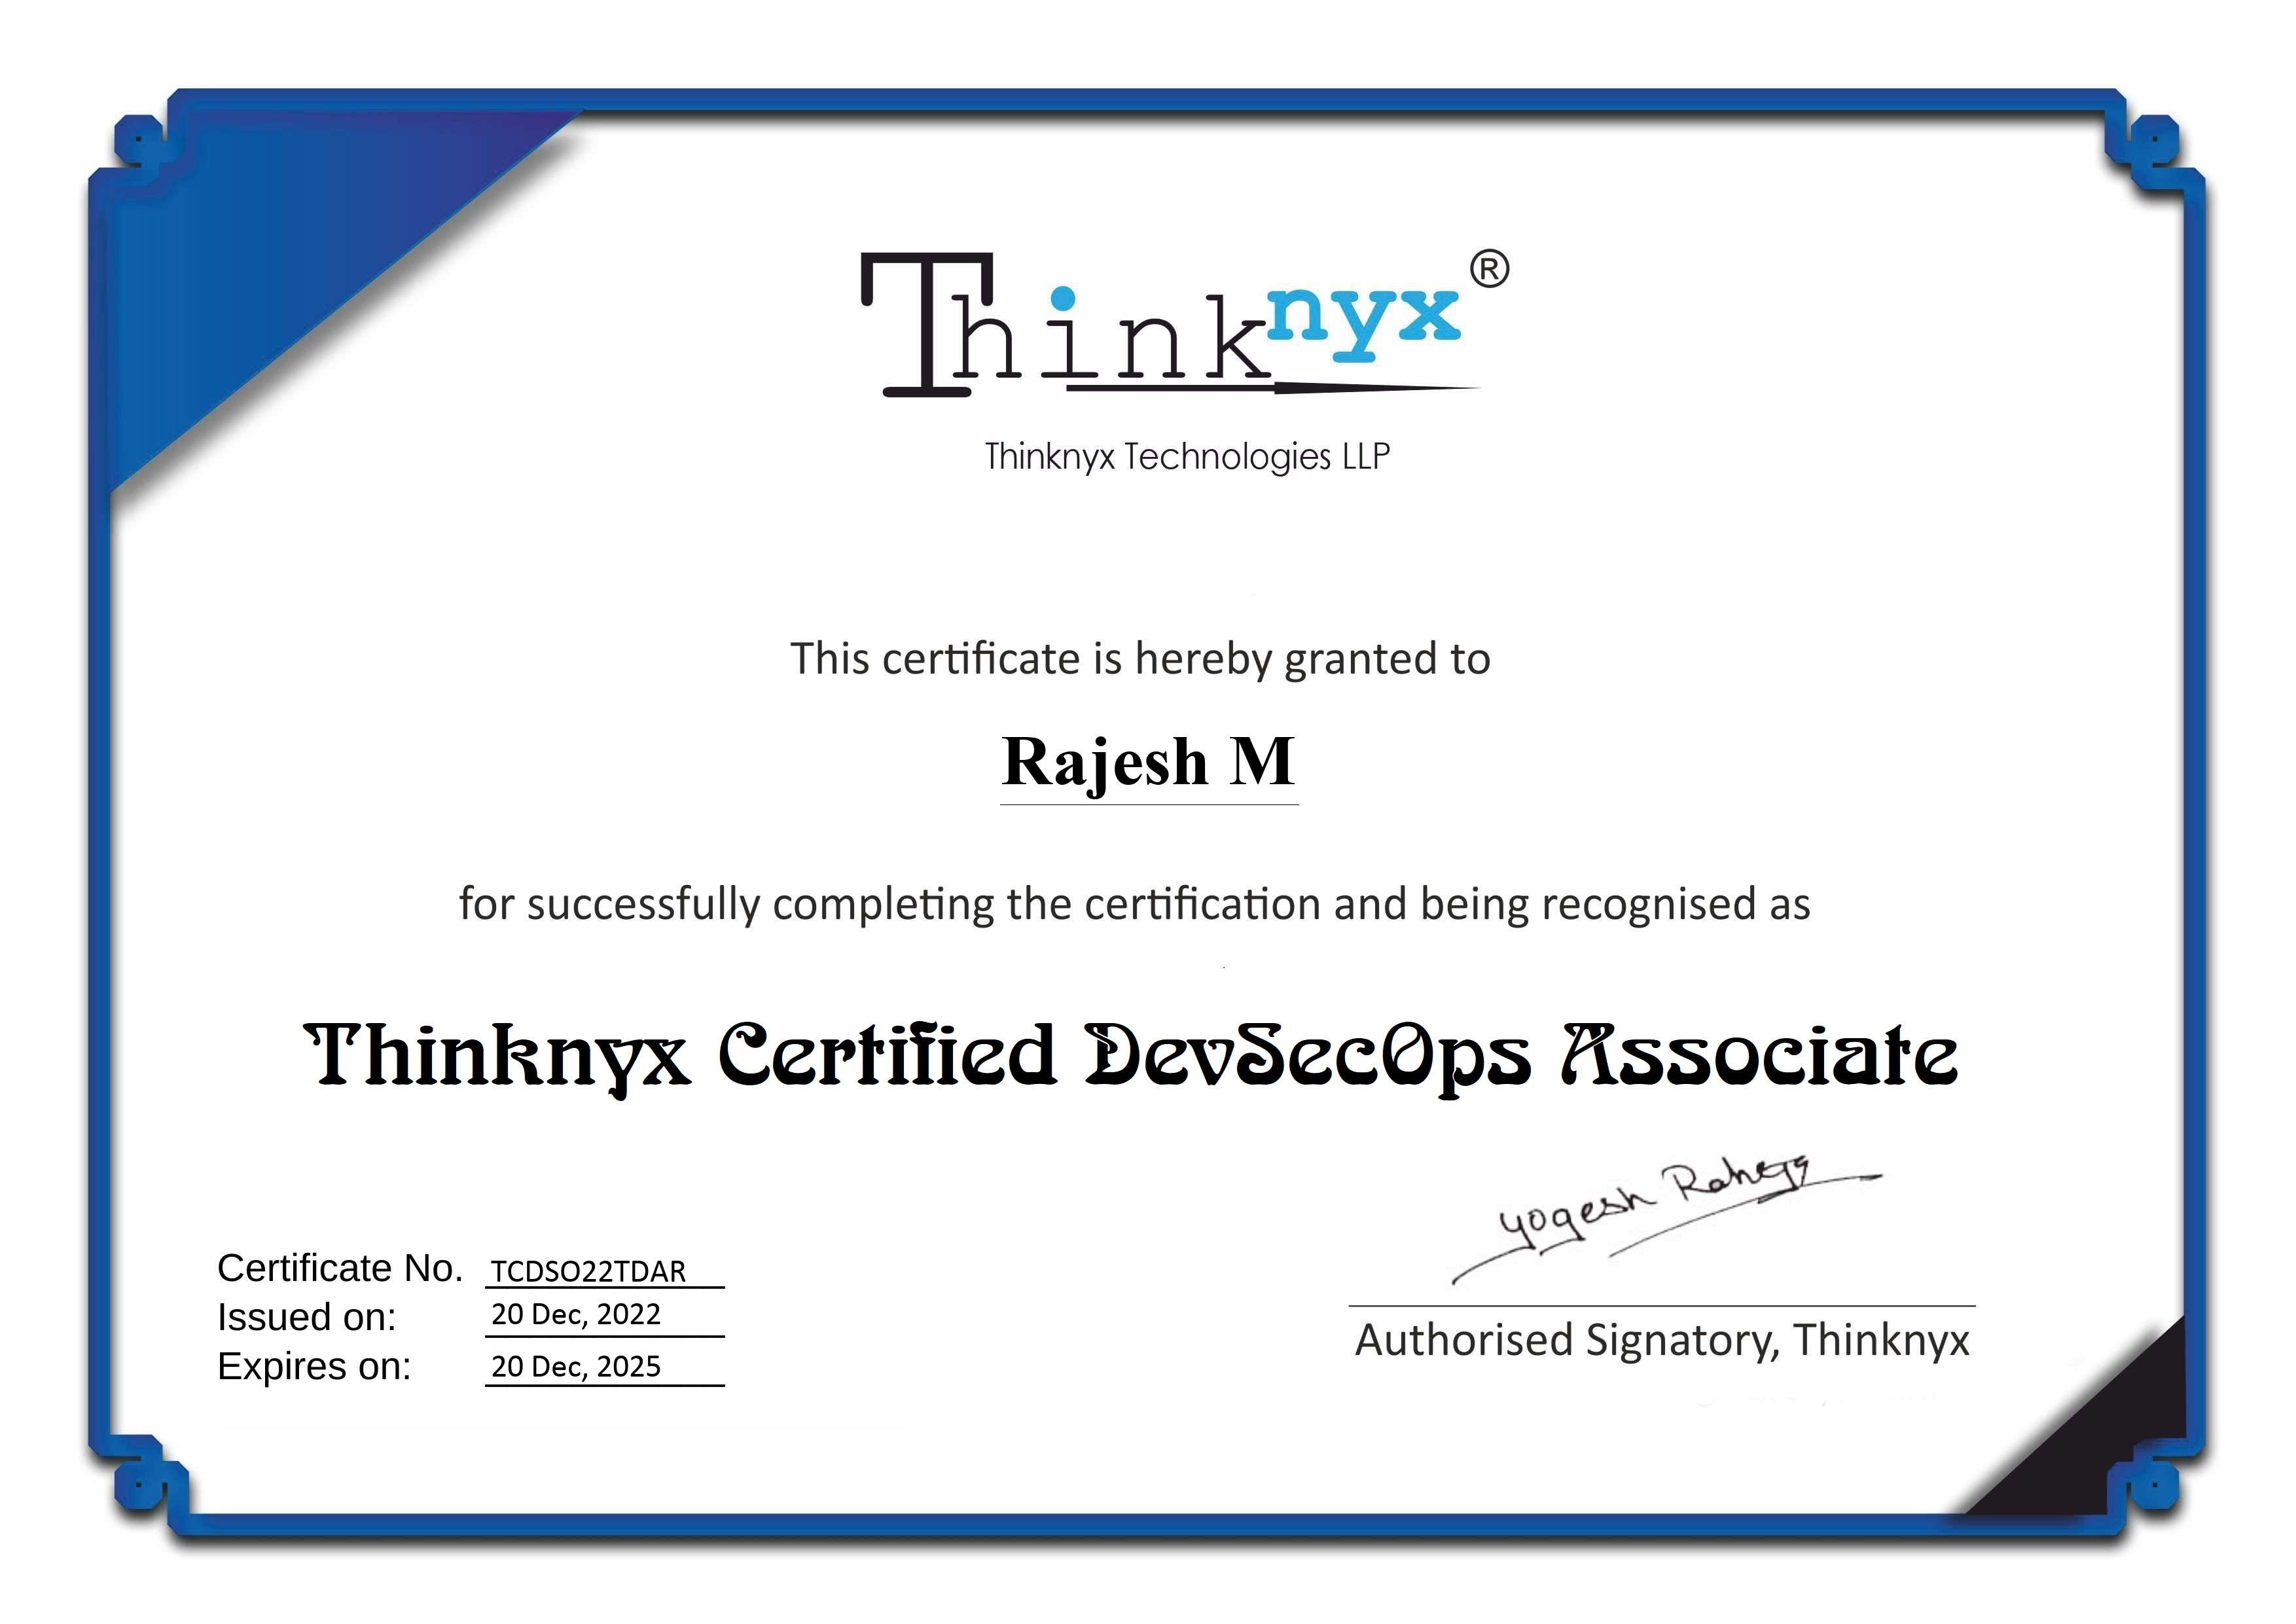 Thinknyx®
Thinknyx Technologies LLP
This certificate is hereby granted to
Rajesh M
for successfully completing the certification and being recognised as
Thinknyx Certified DevSecOps Associate
Yogesh Raheja
Certificate No. TCDSO22TDAR
Issued on: 20 Dec, 2022
Expires on: 20 Dec, 2025
Authorised Signatory, Thinknyx